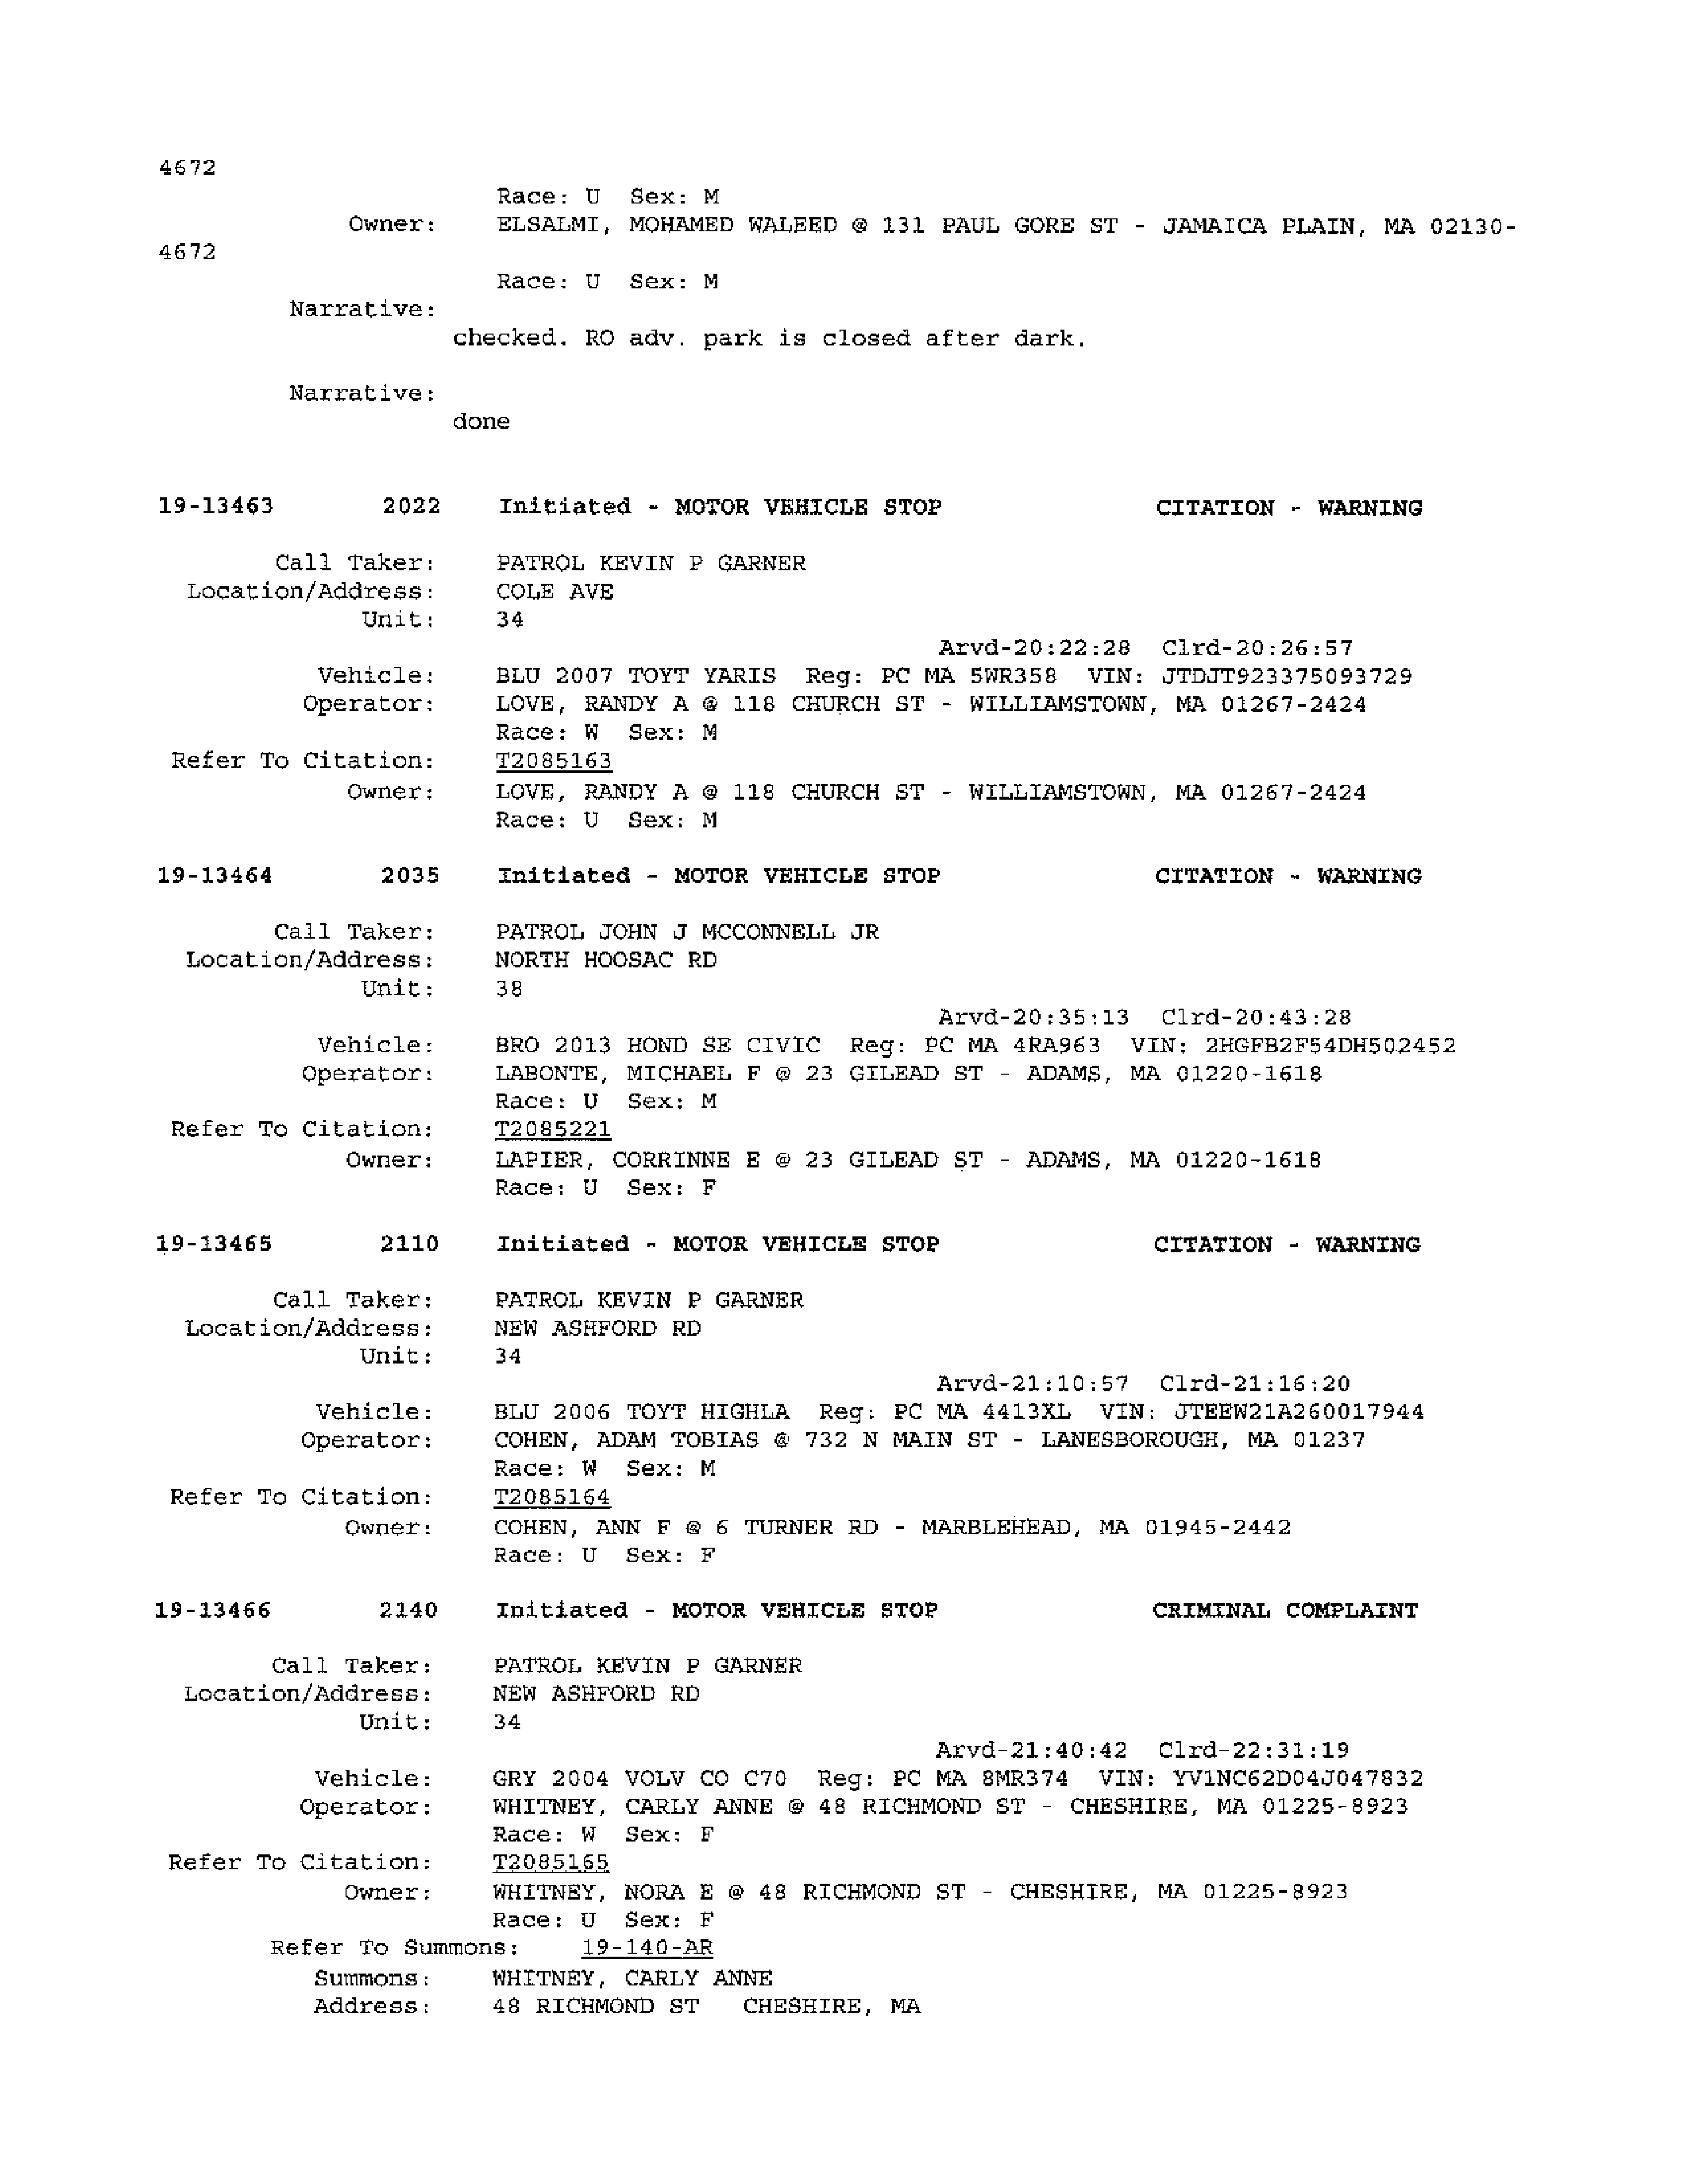 4672
Race: U Sex: M
Owner: ELSALMI, MOHAMED WALEED @ 131 PAUL GORE ST - JAMAICA PLAIN, MA 02130-
4672
Race: U Sex: M
Narrative:
checked. RO adv. park is closed after dark.
Narrative:
done
19-13463 2022 Initiated - MOTOR VEHICLE STOP CITATION - WARNING
Call Taker: PATROL KEVIN P GARNER
Location/Address: COLE AVE
Unit: 34
Arvd-20:22:28 Clrd-20:26:57
Vehicle: BLU 2007 TOYT YARIS Reg: PC MA 5WR358 VIN: JTDJT923375093729
Operator: LOVE, RANDY A @ 118 CHURCH ST - WILLIAMSTOWN, MA 01267-2424
Race: W Sex: M
Refer To Citation: T2085163
Owner: LOVE, RANDY A @ 118 CHURCH ST - WILLIAMSTOWN, MA 01267-2424
Race: U Sex: M
19-13464 2035 Initiated - MOTOR VEHICLE STOP CITATION - WARNING
Call Taker: PATROL JOHN J MCCONNELL JR
Location/Address: NORTH HOOSAC RD
Unit: 38
Arvd-20:35:13 Clrd-20:43:28
Vehicle: BRO 2013 HOND SE CIVIC Reg: PC MA 4RA963 VIN: 2HGFB2F54DH502452
Operator: LABONTE, MICHAEL F @ 23 GILEAD ST - ADAMS, MA 01220-1618
Race: U Sex: M
Refer To Citation: T2085221
Owner: LAPIER, CORRINNE E @ 23 GILEAD ST - ADAMS, MA 01220-1618
Race: U Sex: F
19-13465 2110 Initiated - MOTOR VEHICLE STOP CITATION - WARNING
Call Taker: PATROL KEVIN P GARNER
Location/Address: NEW ASHFORD RD
Unit: 34
Arvd-21:10:57 Clrd-21:16:20
Vehicle: BLU 2006 TOYT HIGHLA Reg: PC MA 4413XL VIN: JTEEW21A260017944
Operator: COHEN, ADAM TOBIAS @ 732 N MAIN ST - LANESBOROUGH, MA 01237
Race: W Sex: M
Refer To Citation: T2085164
Owner: COHEN, ANN F @ 6 TURNER RD - MARBLEHEAD, MA 01945-2442
Race: U Sex: F
19-13466 2140 Initiated - MOTOR VEHICLE STOP CRIMINAL COMPLAINT
Call Taker: PATROL KEVIN P GARNER
Location/Address: NEW ASHFORD RD
Unit: 34
Arvd-21:40:42 Clrd-22:31:19
Vehicle: GRY 2004 VOLV CO C70 Reg: PC MA 8MR374 VIN: YV1NC62D04J047832
Operator: WHITNEY, CARLY ANNE @ 48 RICHMOND ST - CHESHIRE, MA 01225-8923
Race: W Sex: F
Refer To Citation: T2085165
Owner: WHITNEY, NORA E @ 48 RICHMOND ST - CHESHIRE, MA 01225-8923
Race: U Sex: F
Refer To Summons: 19-140-AR
Summons: WHITNEY, CARLY ANNE
Address: 48 RICHMOND ST CHESHIRE, MA